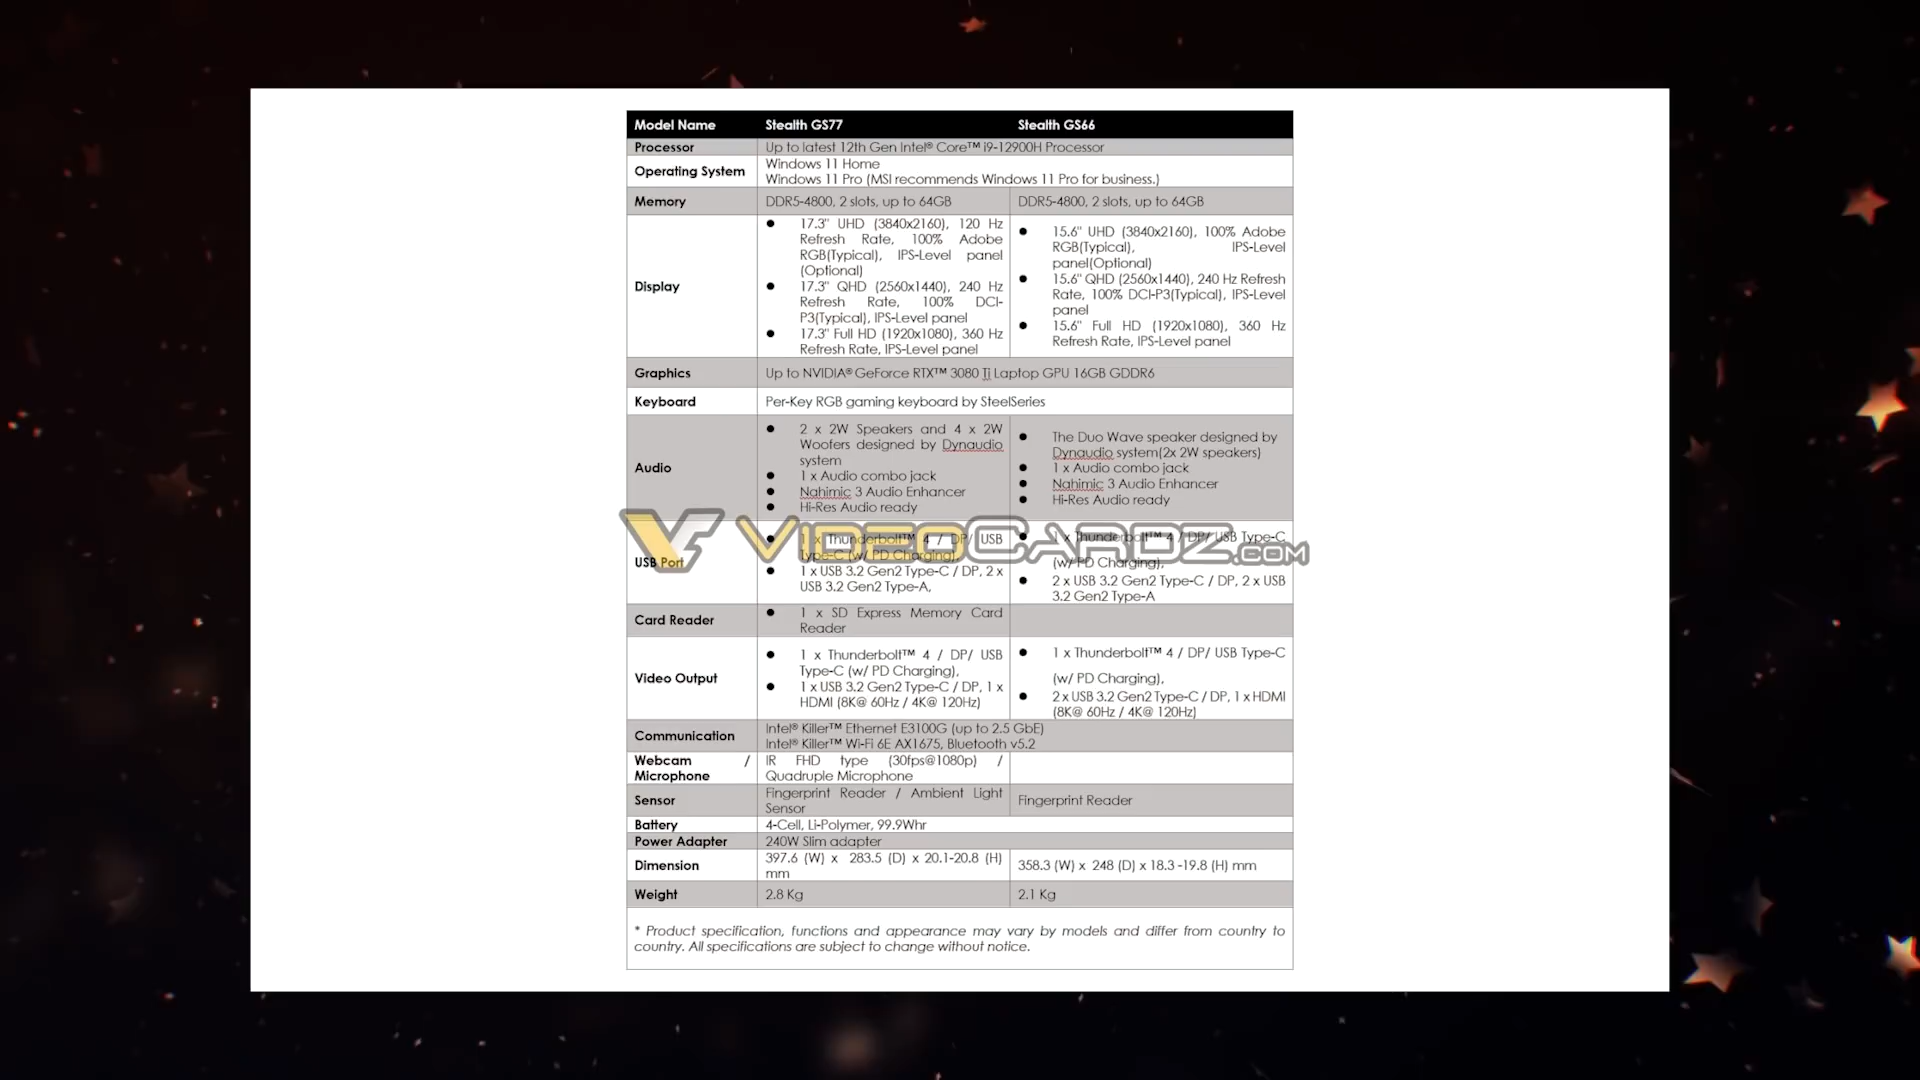 Model Name Stealth GS77 Stealth GS66
Processor Up to latest 12th Gen Intel® Core™ i9-12900H Processor
Operating System
Windows 11 Home
Windows 11 Pro (MSI recommends Windows 11 Pro for business.)
Memory DDR5-4800, 2 slots, up to 64GB DDR5-4800, 2 slots, up to 64GB
Display
● 17.3" UHD (3840x2160), 120 Hz
Refresh Rate, 100% Adobe
RGB(Typical), IPS-Level panel
(Optional)
● 17.3" QHD (2560x1440), 240 Hz
Refresh Rate, 100% DCI-
P3(Typical), IPS-Level panel
● 17.3" Full HD (1920x1080), 360 Hz
Refresh Rate, IPS-Level panel
● 15.6" UHD (3840x2160), 100% Adobe
RGB(Typical), IPS-Level
panel(Optional)
● 15.6" QHD (2560x1440), 240 Hz Refresh
Rate, 100% DCI-P3(Typical), IPS-Level
panel
● 15.6" Full HD (1920x1080), 360 Hz
Refresh Rate, IPS-Level panel
Graphics Up to NVIDIA® GeForce RTX™ 3080 Ti Laptop GPU 16GB GDDR6
Keyboard Per-Key RGB gaming keyboard by SteelSeries
Audio
● 2 x 2W Speakers and 4 x 2W
Woofers designed by Dynaudio
system
● 1 x Audio combo jack
● Nahimic 3 Audio Enhancer
● Hi-Res Audio ready
● The Duo Wave speaker designed by
Dynaudio system(2x 2W speakers)
● 1 x Audio combo jack
● Nahimic 3 Audio Enhancer
● Hi-Res Audio ready
VIDEOCARDZ.COM
USB Port
● x Thunderbolt™ 4 / DP/ USB
Type-C (w/ PD Charging),
● 1 x USB 3.2 Gen2 Type-C / DP, 2 x
USB 3.2 Gen2 Type-A,
● 1 x Thunderbolt™ 4 / DP/ USB Type-C
(w/ PD Charging),
● 2 x USB 3.2 Gen2 Type-C / DP, 2 x USB
3.2 Gen2 Type-A
Card Reader
● 1 x SD Express Memory Card
Reader
Video Output
● 1 x Thunderbolt™ 4 / DP/ USB
Type-C (w/ PD Charging),
● 1 x USB 3.2 Gen2 Type-C / DP, 1 x
HDMI (8K@ 60Hz / 4K@ 120Hz)
● 1 x Thunderbolt™ 4 / DP/ USB Type-C
(w/ PD Charging),
● 2 x USB 3.2 Gen2 Type-C / DP, 1 x HDMI
(8K@ 60Hz / 4K@ 120Hz)
Communication
Intel® Killer™ Ethernet E3100G (up to 2.5 GbE)
Intel® Killer™ Wi-Fi 6E AX1675, Bluetooth v5.2
Webcam /
Microphone
IR FHD type (30fps@1080p) /
Quadruple Microphone
Sensor
Fingerprint Reader / Ambient Light
Sensor
Fingerprint Reader
Battery 4-Cell, Li-Polymer, 99.9Whr
Power Adapter 240W Slim adapter
Dimension
397.6 (W) x 283.5 (D) x 20.1-20.8 (H)
mm
358.3 (W) x 248 (D) x 18.3 -19.8 (H) mm
Weight 2.8 Kg 2.1 Kg
* Product specification, functions and appearance may vary by models and differ from country to
country. All specifications are subject to change without notice.